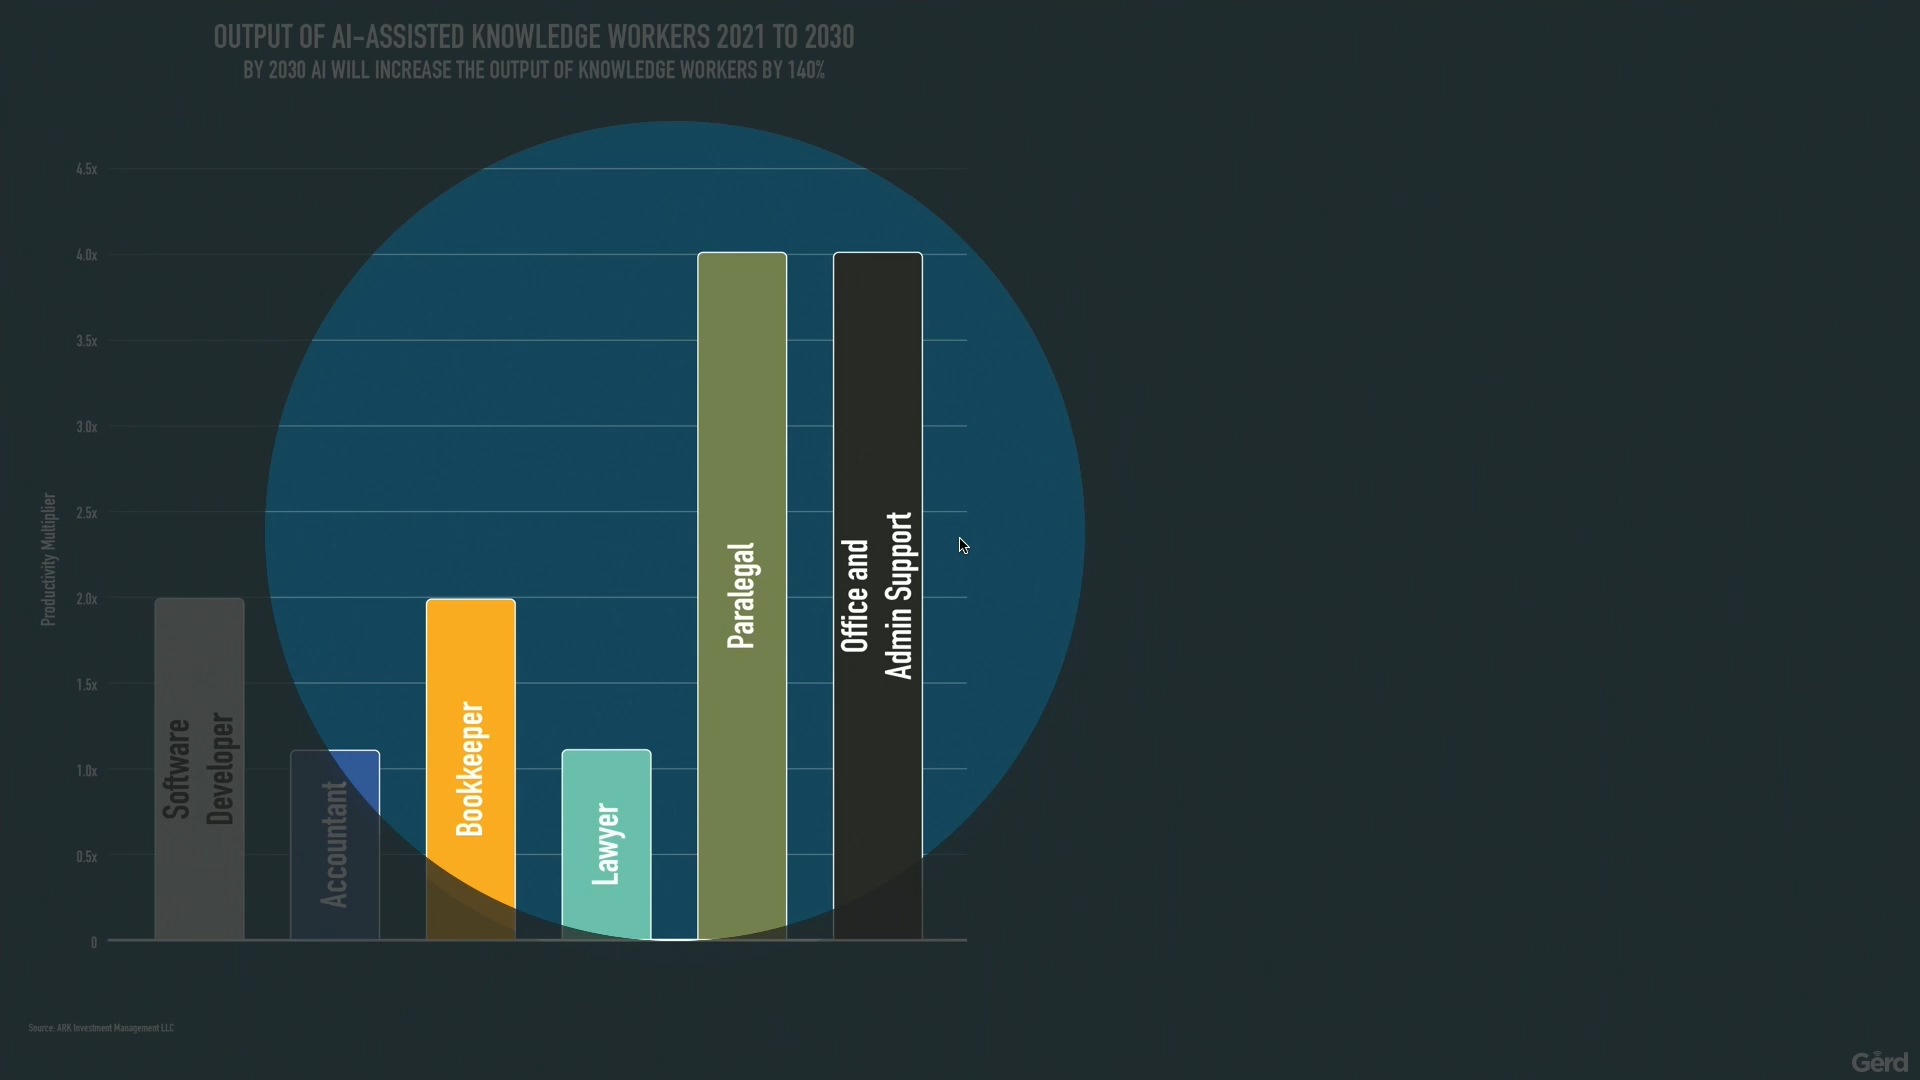 OUTPUT OF AI-ASSISTED KNOWLEDGE WORKERS 2021 TO 2030
BY 2030 AI WILL INCREASE THE OUTPUT OF KNOWLEDGE WORKERS BY 140%
Productivity Multiplier
4.5x
4.0x
3.5x
3.0x
2.5x
2.0x
1.5x
1.0x
0.5x
0
Software
Developer
Accountant
Bookkeeper
Lawyer
Paralegal
Office and
Admin Support
Source: ARK Investment Management LLC
Gerd